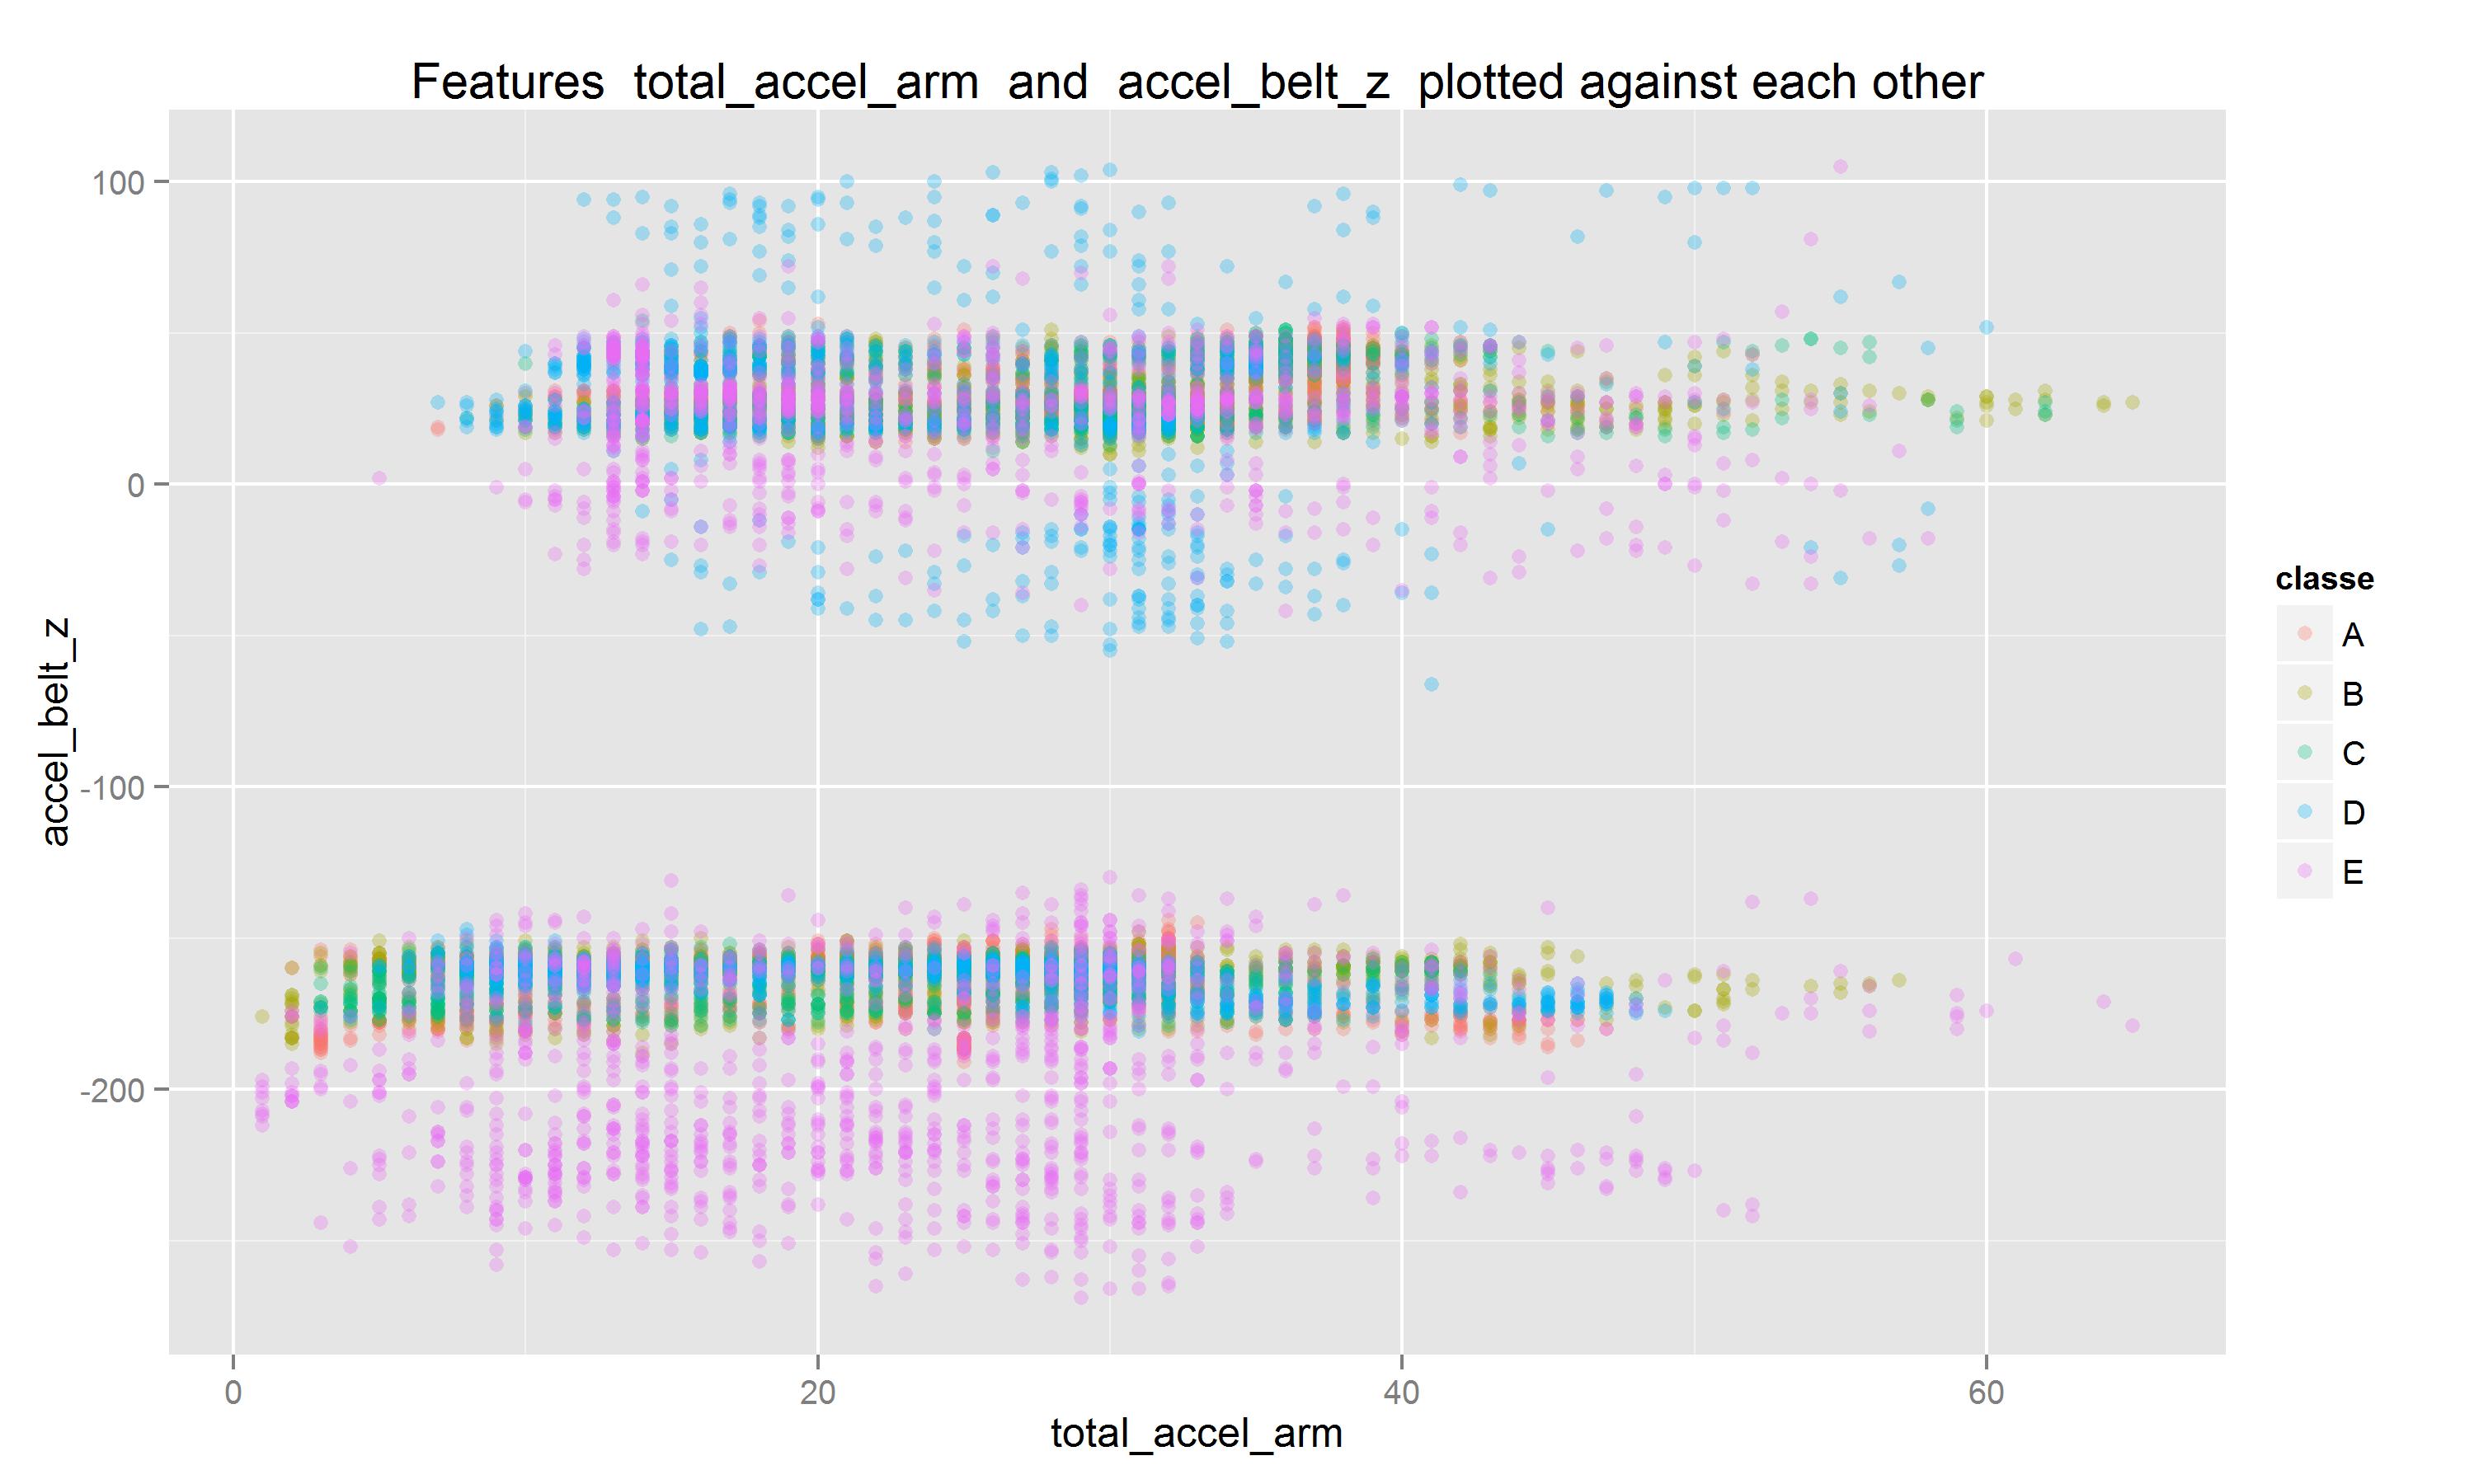 Features total_accel_arm and accel_belt_z plotted against each other
accel_belt_z
100
0
-100
-200
0 20 40 60
total_accel_arm
classe
A
B
C
D
E